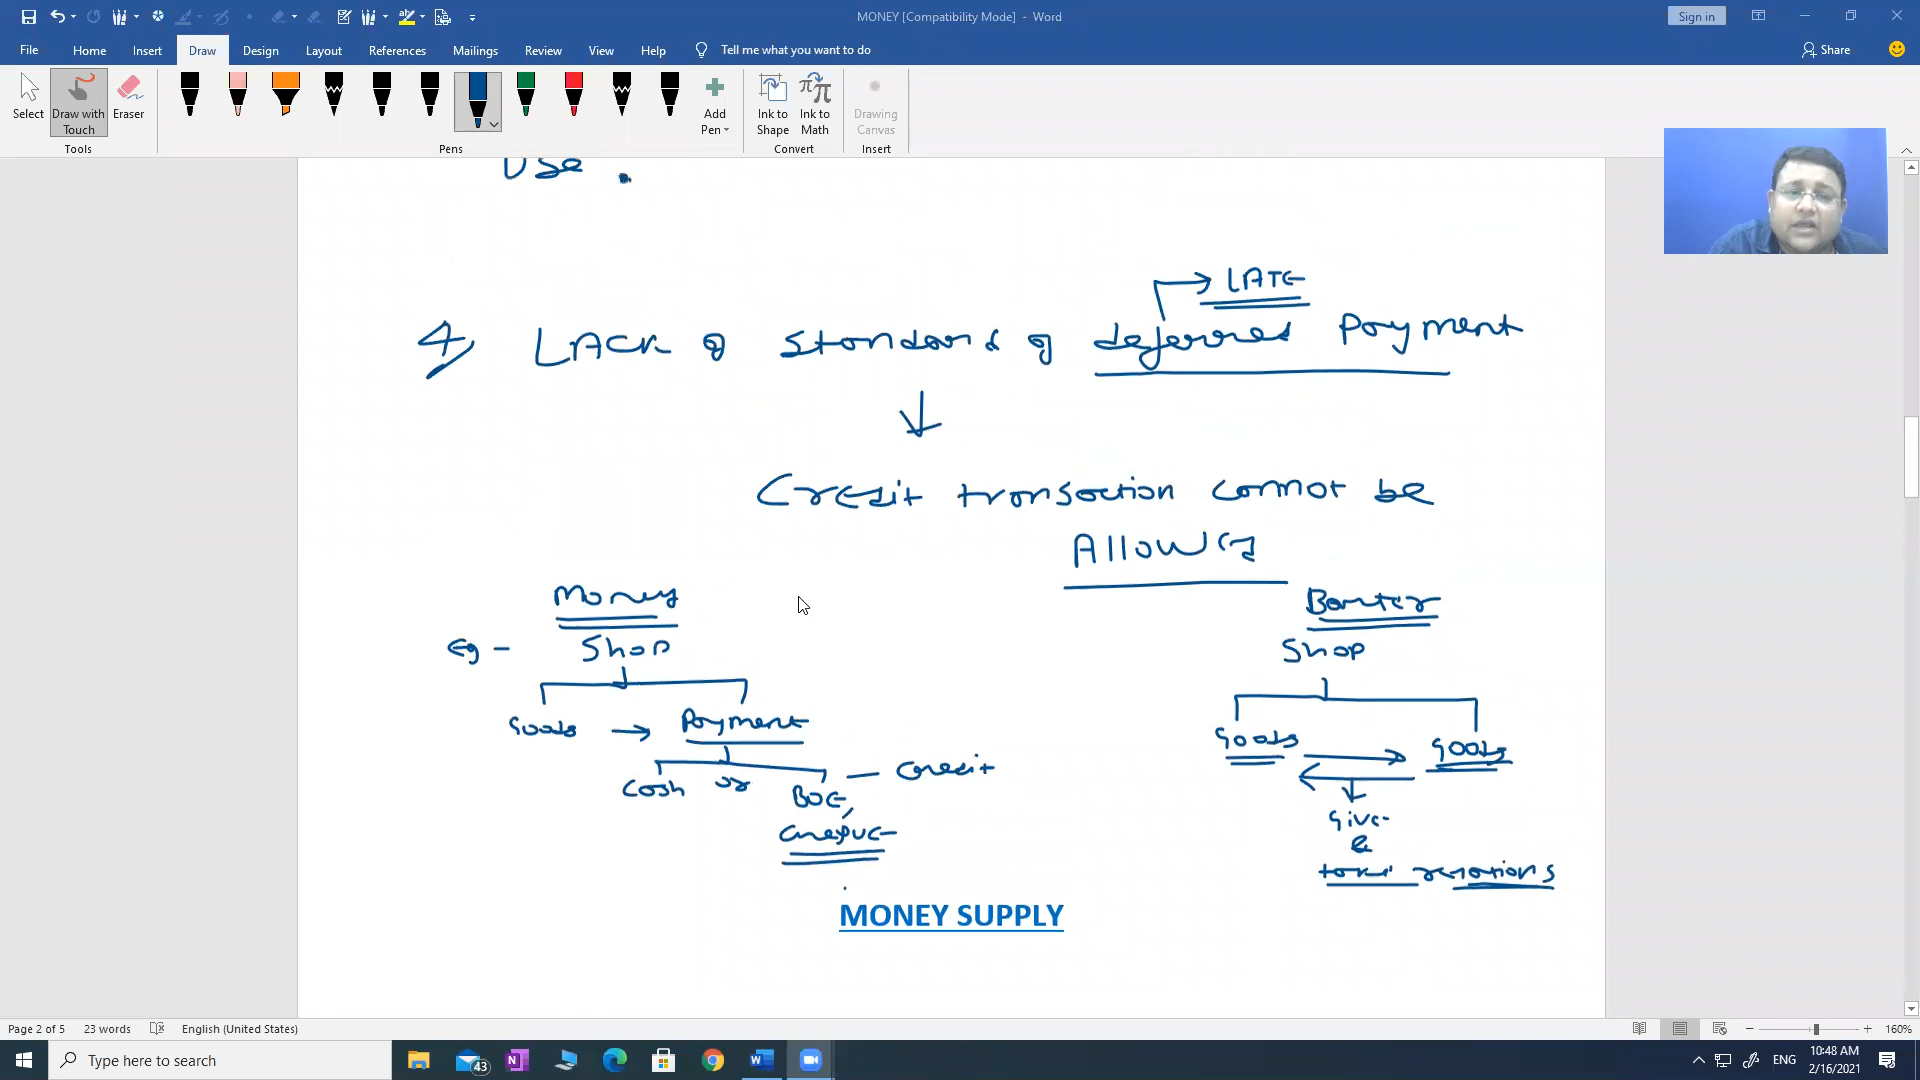 MONEY [Compatibility Mode] - Word
Sign in
File Home Insert Draw Design Layout References Mailings Review View Help Tell me what you want to do Share
Select Draw with Touch Eraser
Add Pen
Ink to Shape Ink to Math
Drawing Canvas
Tools Pens Convert Insert
Use .
LATE
4, LACK of standard of deferred Payment
Credit transaction cannot be
Allowed
Money
Barter
Eg - Shop
Shop
Goods → Payment
Goods Goods
Cash or BOE, - Credit
Cheque
Give
&
take relations
MONEY SUPPLY
Page 2 of 5 23 words English (United States) 160%
Type here to search
43
ENG
10:48 AM
2/16/2021